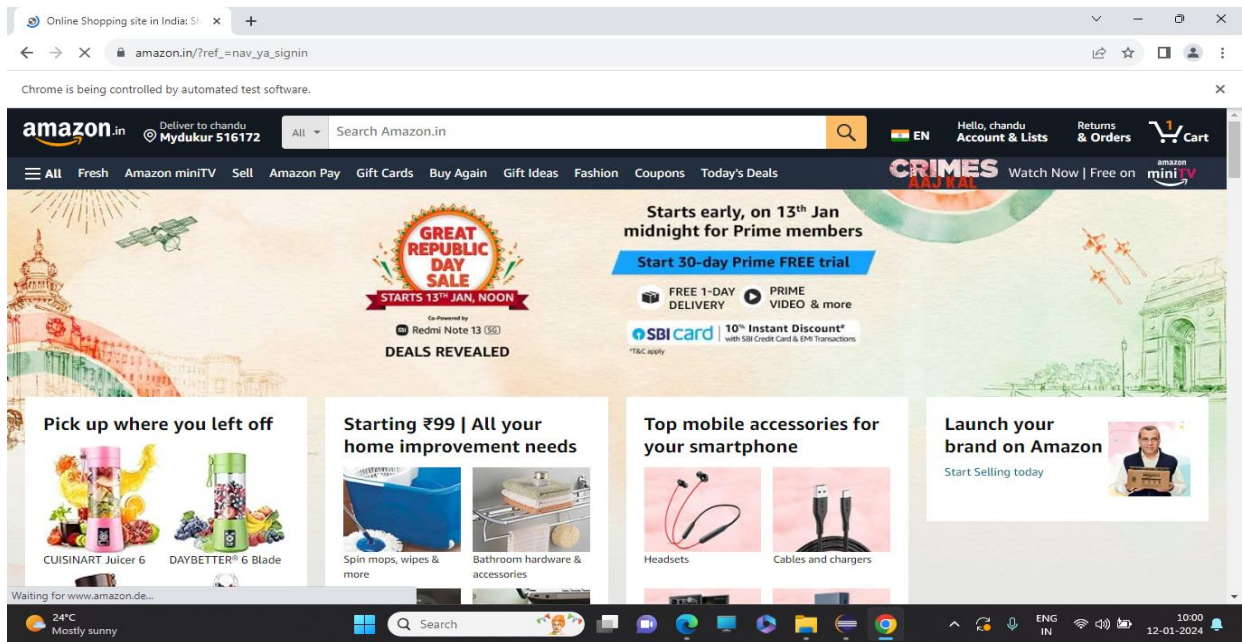 Online Shopping site in India: Sh
amazon.in/?ref_=nav_ya_signin
Chrome is being controlled by automated test software.
amazon.in
Deliver to chandu
Mydukur 516172
All
Search Amazon.in
EN
Hello, chandu
Account & Lists
Returns
& Orders
1
Cart
All Fresh Amazon miniTV Sell Amazon Pay Gift Cards Buy Again Gift Ideas Fashion Coupons Today's Deals
CRIMES
AAJ KAL
Watch Now | Free on
amazon
miniTV
GREAT
REPUBLIC
DAY
SALE
STARTS 13TH JAN, NOON
Co-Powered by
Redmi Note 13 5G
DEALS REVEALED
Starts early, on 13th Jan
midnight for Prime members
Start 30-day Prime FREE trial
FREE 1-DAY
DELIVERY
PRIME
VIDEO & more
SBI card
10% Instant Discount*
with SBI Credit Card & EMI Transactions
*T&C apply
Pick up where you left off
CUISINART Juicer 6
DAYBETTER® 6 Blade
Starting ₹99 | All your
home improvement needs
Spin mops, wipes &
more
Bathroom hardware &
accessories
Top mobile accessories for
your smartphone
Headsets
Cables and chargers
Launch your
brand on Amazon
Start Selling today
Waiting for www.amazon.de...
24°C
Mostly sunny
Search
ENG
IN
10:00
12-01-2024